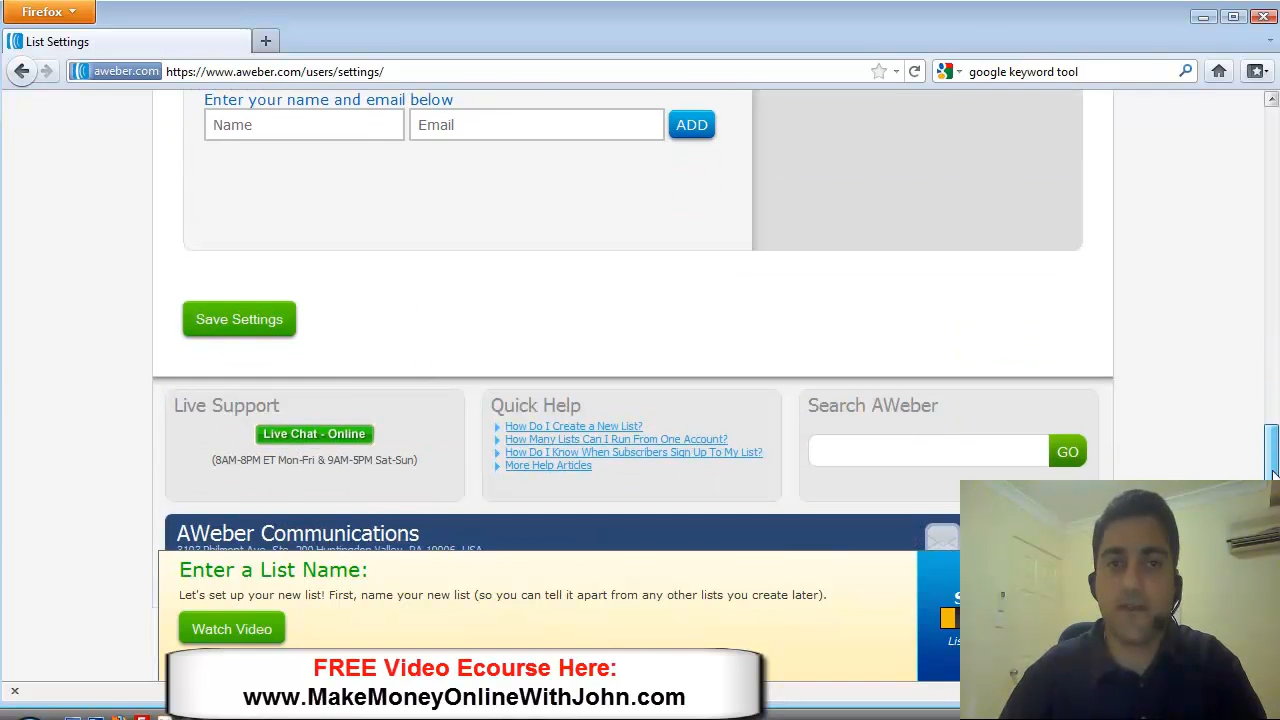 Firefox
List Settings
aweber.com https://www.aweber.com/users/settings/
google keyword tool
Enter your name and email below
Name
Email
ADD
Save Settings
Live Support
Live Chat - Online
(8AM-8PM ET Mon-Fri & 9AM-5PM Sat-Sun)
Quick Help
How Do I Create a New List?
How Many Lists Can I Run From One Account?
How Do I Know When Subscribers Sign Up To My List?
More Help Articles
Search AWeber
GO
AWeber Communications
Enter a List Name:
Let's set up your new list! First, name your new list (so you can tell it apart from any other lists you create later).
Watch Video
FREE Video Ecourse Here:
www.MakeMoneyOnlineWithJohn.com